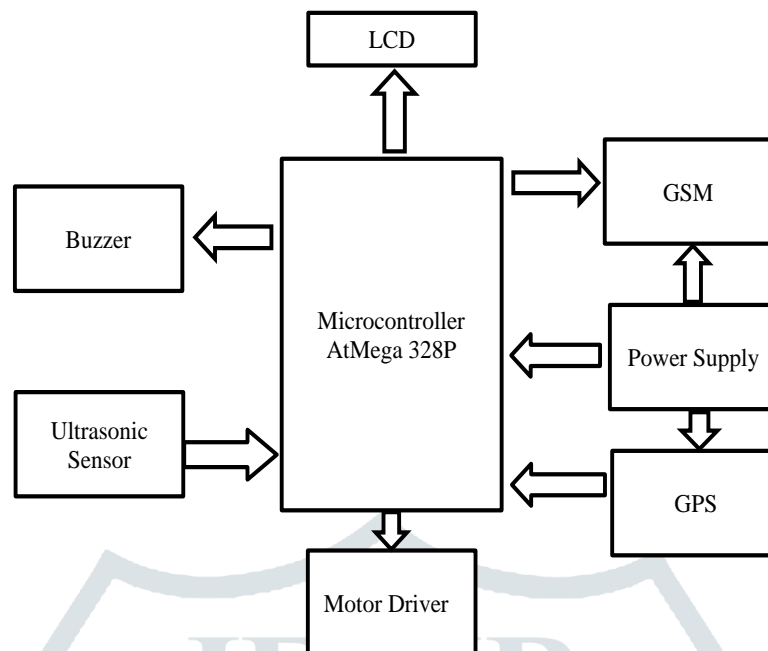 LCD
GSM
Buzzer
Microcontroller
AtMega 328P
Power Supply
Ultrasonic
Sensor
GPS
Motor Driver